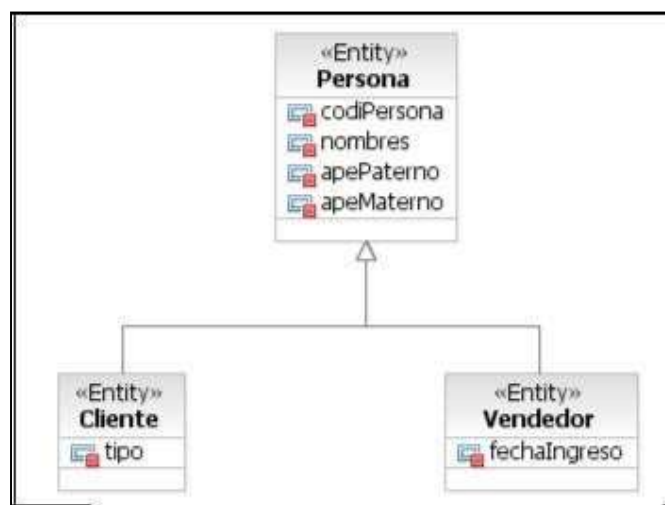 «Entity»
Persona
codiPersona
nombres
apePaterno
apeMaterno
«Entity»
Cliente
tipo
«Entity»
Vendedor
fechaIngreso